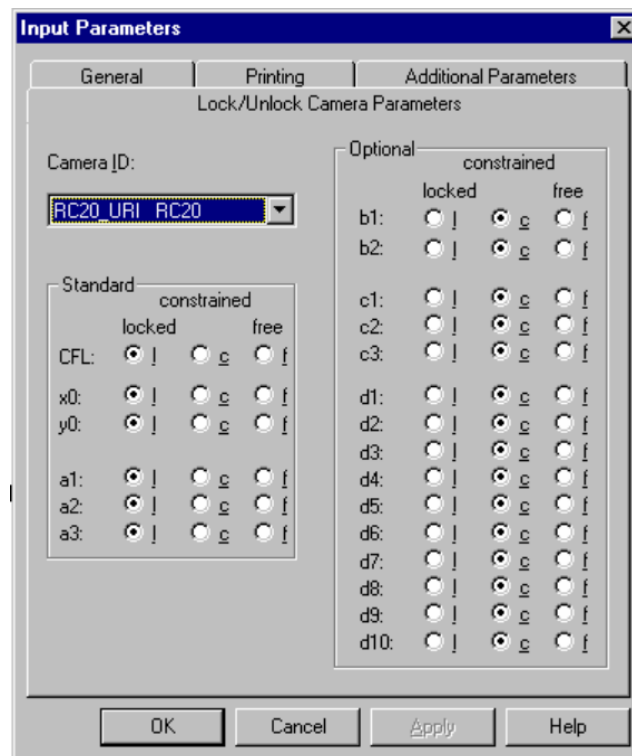 Input Parameters
General Printing Additional Parameters
Lock/Unlock Camera Parameters
Camera ID:
RC20_URI RC20
Standard
constrained
locked free
CFL: l c f
x0: l c f
y0: l c f
a1: l c f
a2: l c f
a3: l c f
Optional
constrained
locked free
b1: l c f
b2: l c f
c1: l c f
c2: l c f
c3: l c f
d1: l c f
d2: l c f
d3: l c f
d4: l c f
d5: l c f
d6: l c f
d7: l c f
d8: l c f
d9: l c f
d10: l c f
OK Cancel Apply Help